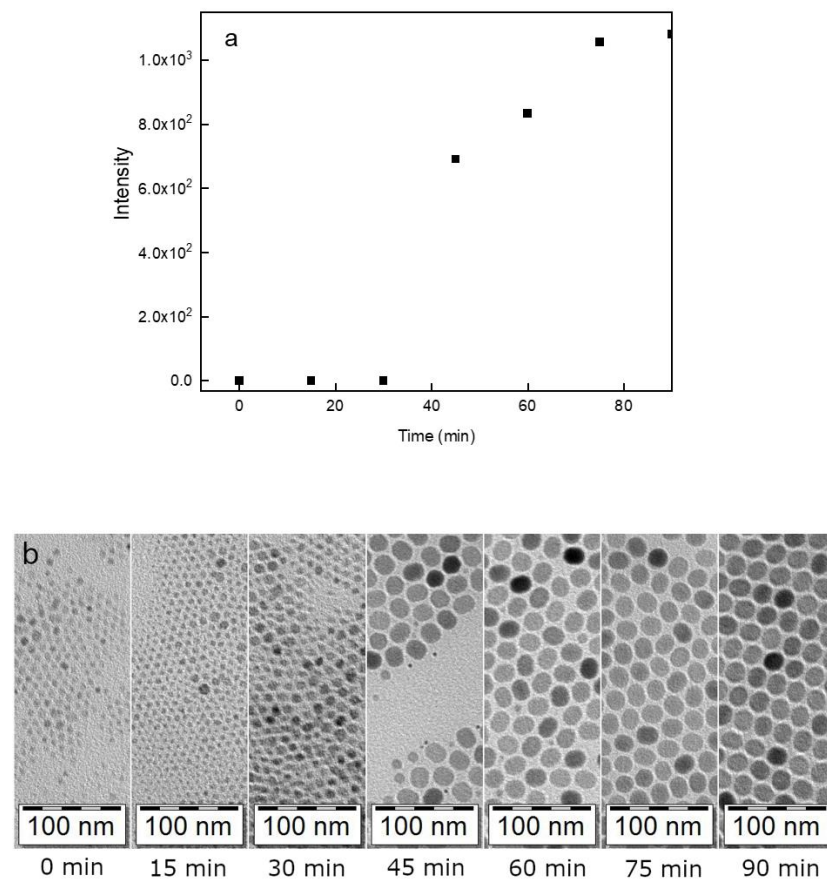 a
1.0x10³
8.0x10²
6.0x10²
4.0x10²
2.0x10²
0.0
Intensity
0 20 40 60 80
Time (min)
b
100 nm 100 nm 100 nm 100 nm 100 nm 100 nm 100 nm
0 min 15 min 30 min 45 min 60 min 75 min 90 min